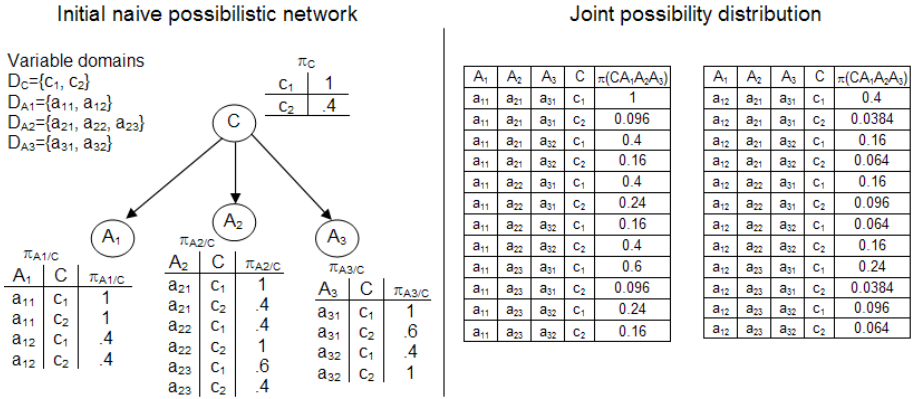 Initial naive possibilistic network
Joint possibility distribution
Variable domains
D_C={c₁, c₂}
D_A1={a₁₁, a₁₂}
D_A2={a₂₁, a₂₂, a₂₃}
D_A3={a₃₁, a₃₂}
π_C
c₁ 1
c₂ .4
C
A₁
A₂
A₃
π_A1/C
A₁ C π_A1/C
a₁₁ c₁ 1
a₁₁ c₂ 1
a₁₂ c₁ .4
a₁₂ c₂ .4
π_A2/C
A₂ C π_A2/C
a₂₁ c₁ 1
a₂₁ c₂ .4
a₂₂ c₁ .4
a₂₂ c₂ 1
a₂₃ c₁ .6
a₂₃ c₂ .4
π_A3/C
A₃ C π_A3/C
a₃₁ c₁ 1
a₃₁ c₂ .6
a₃₂ c₁ .4
a₃₂ c₂ 1
A₁ A₂ A₃ C π(CA₁A₂A₃)
a₁₁ a₂₁ a₃₁ c₁ 1
a₁₁ a₂₁ a₃₁ c₂ 0.096
a₁₁ a₂₁ a₃₂ c₁ 0.4
a₁₁ a₂₁ a₃₂ c₂ 0.16
a₁₁ a₂₂ a₃₁ c₁ 0.4
a₁₁ a₂₂ a₃₁ c₂ 0.24
a₁₁ a₂₂ a₃₂ c₁ 0.16
a₁₁ a₂₂ a₃₂ c₂ 0.4
a₁₁ a₂₃ a₃₁ c₁ 0.6
a₁₁ a₂₃ a₃₁ c₂ 0.096
a₁₁ a₂₃ a₃₂ c₁ 0.24
a₁₁ a₂₃ a₃₂ c₂ 0.16
A₁ A₂ A₃ C π(CA₁A₂A₃)
a₁₂ a₂₁ a₃₁ c₁ 0.4
a₁₂ a₂₁ a₃₁ c₂ 0.0384
a₁₂ a₂₁ a₃₂ c₁ 0.16
a₁₂ a₂₁ a₃₂ c₂ 0.064
a₁₂ a₂₂ a₃₁ c₁ 0.16
a₁₂ a₂₂ a₃₁ c₂ 0.096
a₁₂ a₂₂ a₃₂ c₁ 0.064
a₁₂ a₂₂ a₃₂ c₂ 0.16
a₁₂ a₂₃ a₃₁ c₁ 0.24
a₁₂ a₂₃ a₃₁ c₂ 0.0384
a₁₂ a₂₃ a₃₂ c₁ 0.096
a₁₂ a₂₃ a₃₂ c₂ 0.064